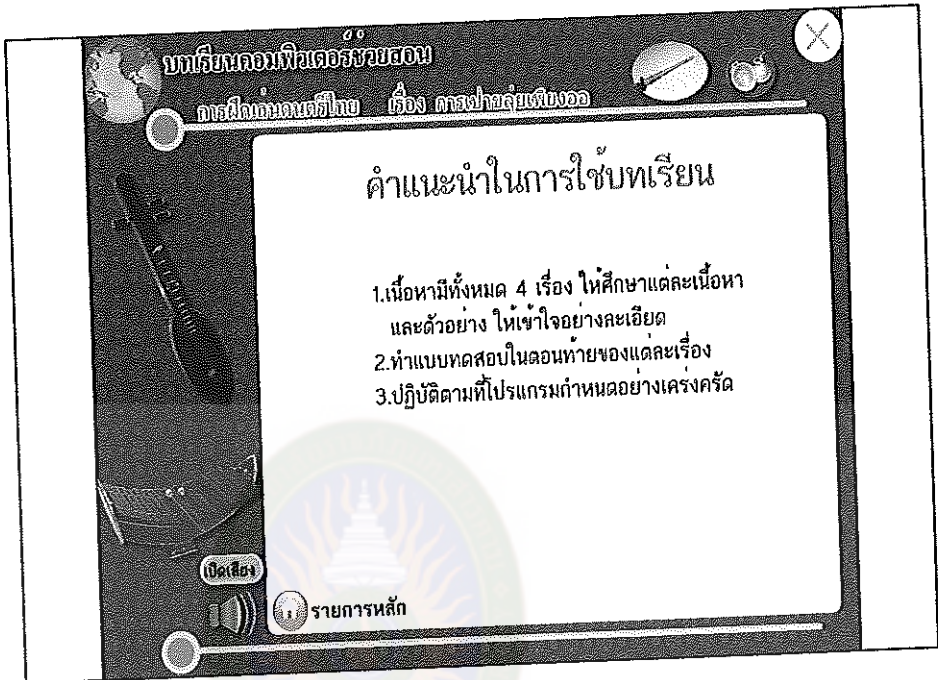 บทเรียนคอมพิวเตอร์ช่วยสอน
การฝึกเล่นดนตรีไทย เรื่อง การเป่าขลุ่ยเพียงออ
คำแนะนำในการใช้บทเรียน
1.เนื้อหามีทั้งหมด 4 เรื่อง ให้ศึกษาแต่ละเนื้อหา
และตัวอย่าง ให้เข้าใจอย่างละเอียด
2.ทำแบบทดสอบในตอนท้ายของแต่ละเรื่อง
3.ปฏิบัติตามที่โปรแกรมกำหนดอย่างเคร่งครัด
เปิดเสียง
รายการหลัก